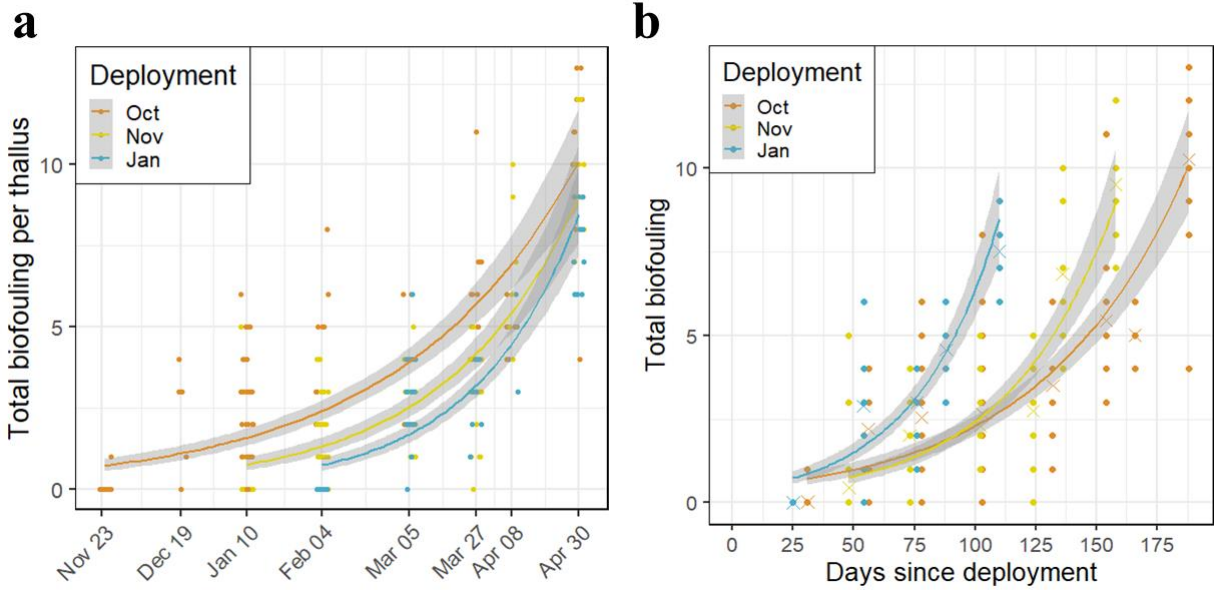 a
Deployment
Oct
Nov
Jan
Total biofouling per thallus
10
5
0
Nov 23
Dec 19
Jan 10
Feb 04
Mar 05
Mar 27
Apr 08
Apr 30
b
Deployment
Oct
Nov
Jan
Total biofouling
10
5
0
0
25
50
75
100
125
150
175
Days since deployment